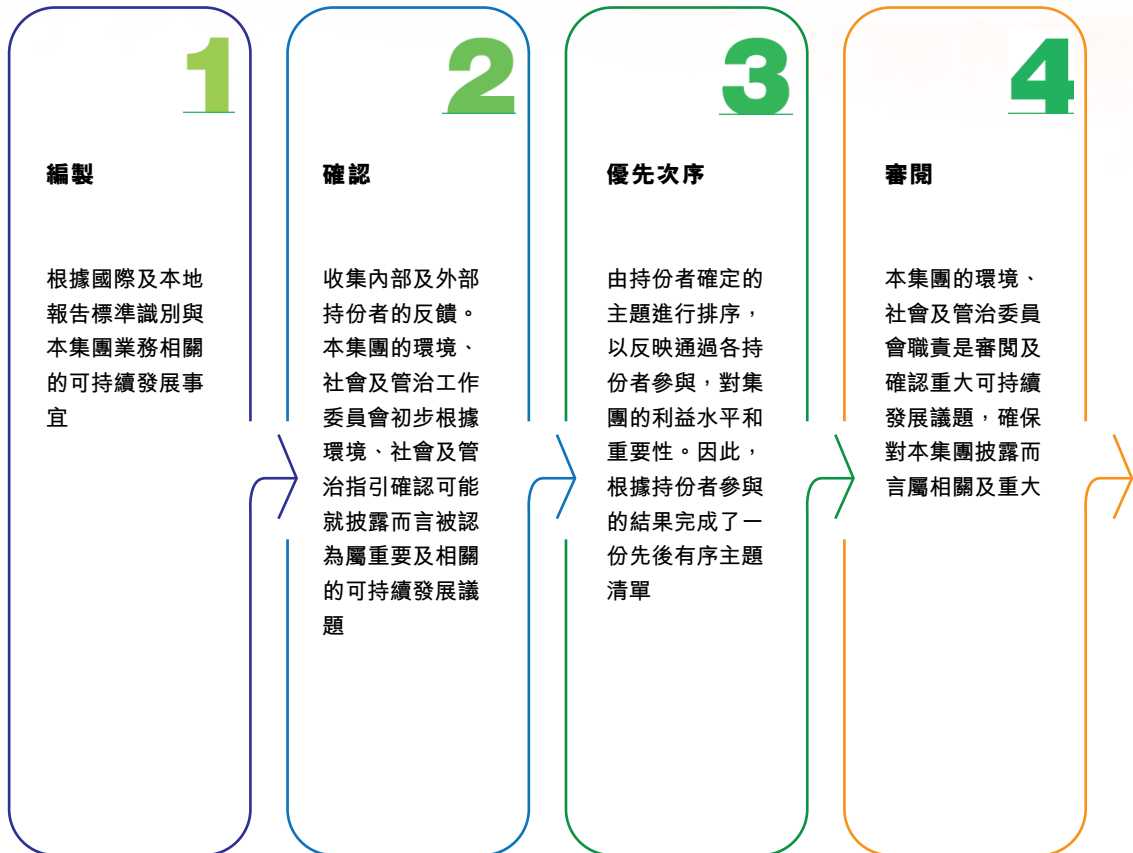 1
編製
根據國際及本地
報告標準識別與
本集團業務相關
的可持續發展事
宜
2
確認
收集內部及外部
持份者的反饋。
本集團的環境、
社會及管治工作
委員會初步根據
環境、社會及管
治指引確認可能
就披露而言被認
為屬重要及相關
的可持續發展議
題
3
優先次序
由持份者確定的
主題進行排序，
以反映通過各持
份者參與，對集
團的利益水平和
重要性。因此，
根據持份者參與
的結果完成了一
份先後有序主題
清單
4
審閱
本集團的環境、
社會及管治委員
會職責是審閱及
確認重大可持續
發展議題，確保
對本集團披露而
言屬相關及重大